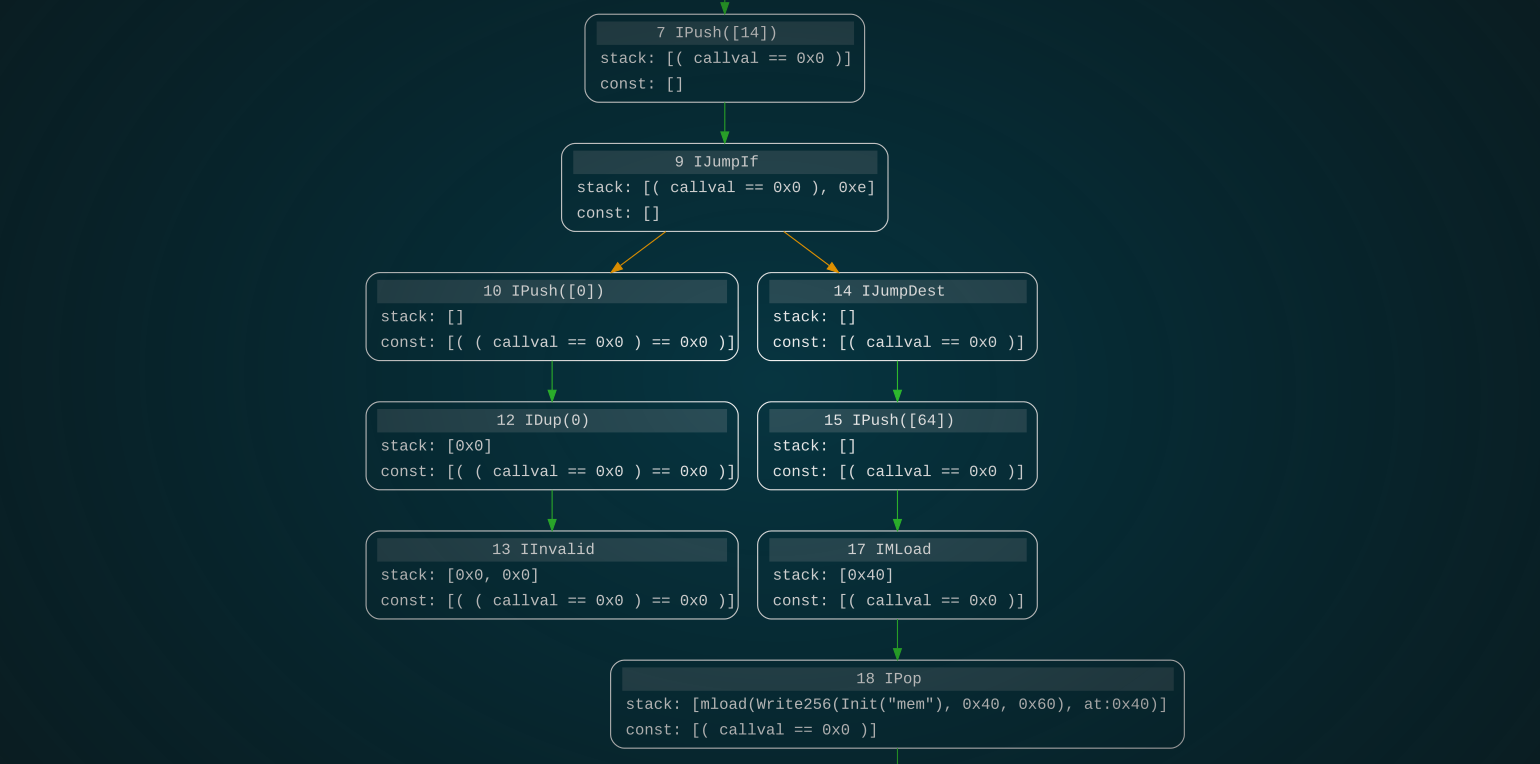 7 IPush([14])
stack: [( callval == 0x0 )]
const: []
9 IJumpIf
stack: [( callval == 0x0 ), 0xe]
const: []
10 IPush([0])
stack: []
const: [( ( callval == 0x0 ) == 0x0 )]
14 IJumpDest
stack: []
const: [( callval == 0x0 )]
12 IDup(0)
stack: [0x0]
const: [( ( callval == 0x0 ) == 0x0 )]
15 IPush([64])
stack: []
const: [( callval == 0x0 )]
13 IInvalid
stack: [0x0, 0x0]
const: [( ( callval == 0x0 ) == 0x0 )]
17 IMLoad
stack: [0x40]
const: [( callval == 0x0 )]
18 IPop
stack: [mload(Write256(Init("mem"), 0x40, 0x60), at:0x40)]
const: [( callval == 0x0 )]